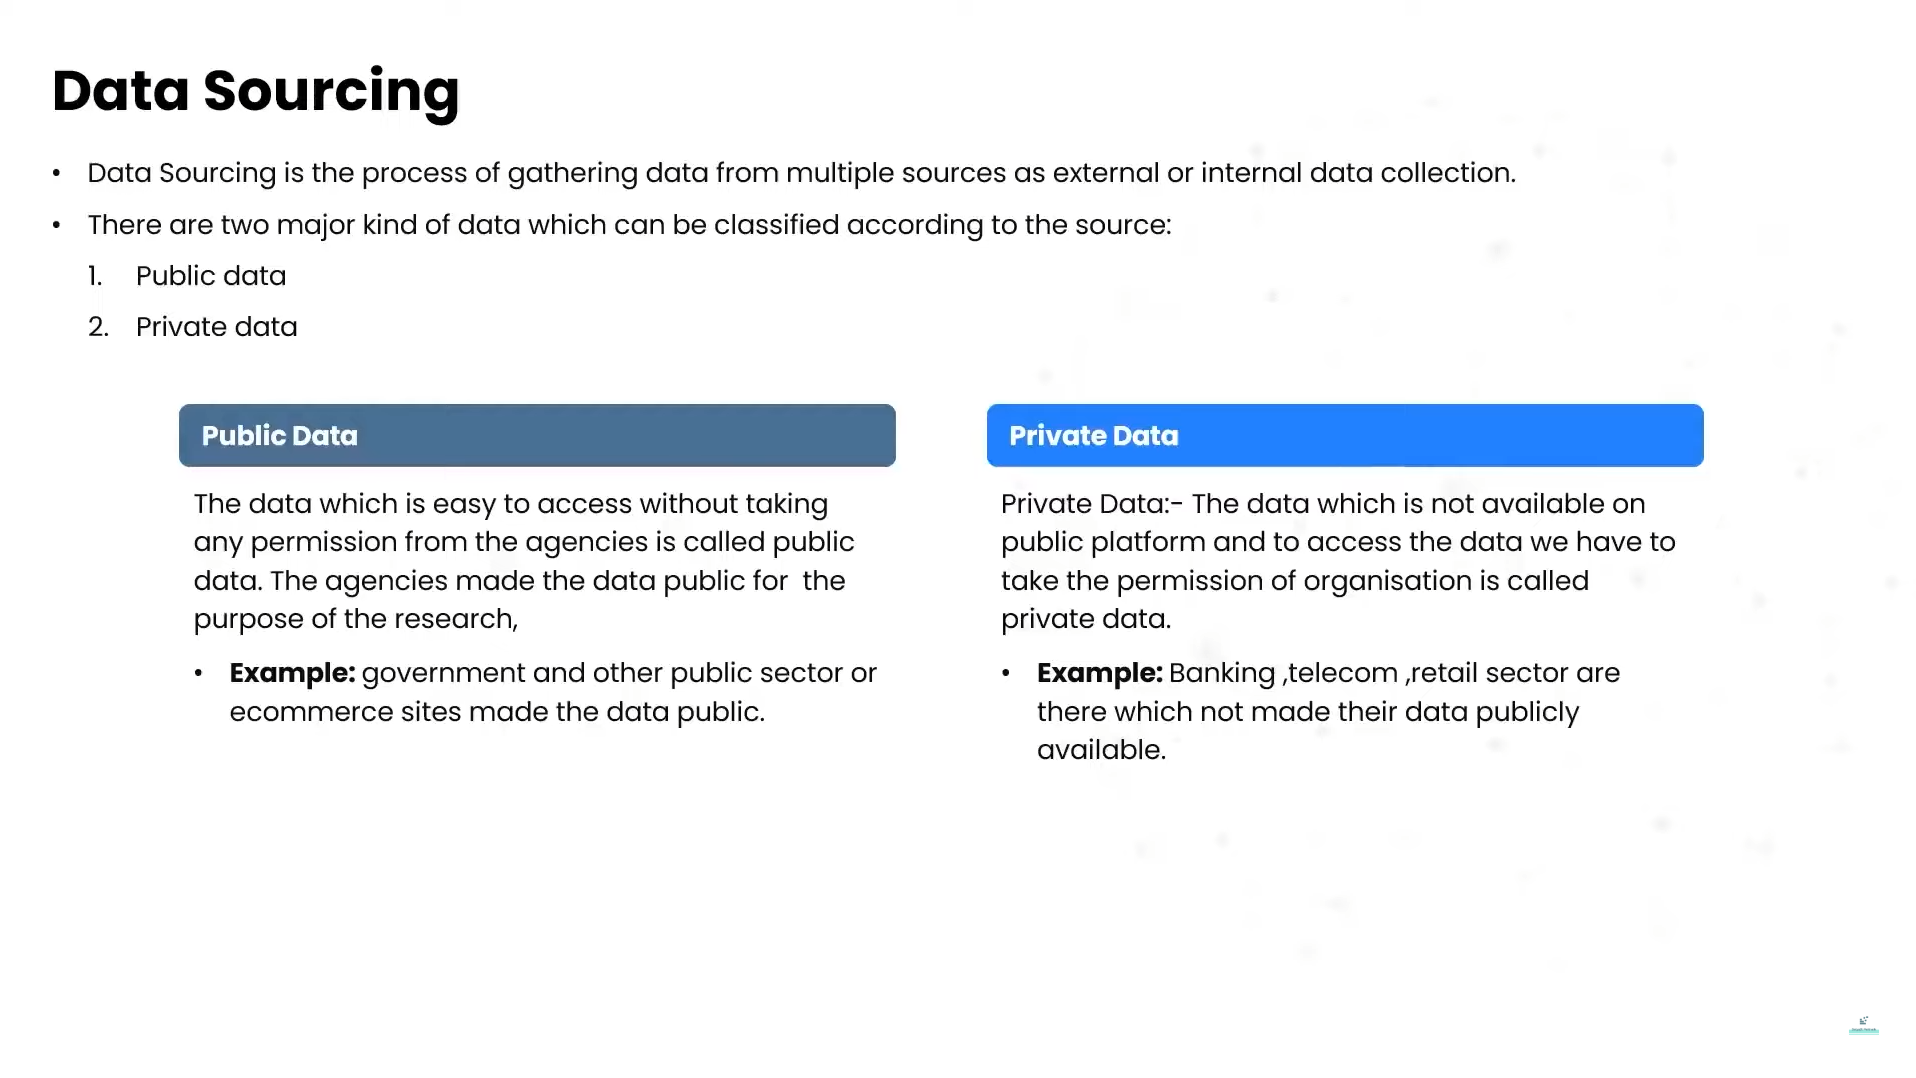 Data Sourcing
• Data Sourcing is the process of gathering data from multiple sources as external or internal data collection.
• There are two major kind of data which can be classified according to the source:
1. Public data
2. Private data
Public Data
The data which is easy to access without taking
any permission from the agencies is called public
data. The agencies made the data public for  the
purpose of the research,
• Example: government and other public sector or
ecommerce sites made the data public.
Private Data
Private Data:- The data which is not available on
public platform and to access the data we have to
take the permission of organisation is called
private data.
• Example: Banking ,telecom ,retail sector are
there which not made their data publicly
available.